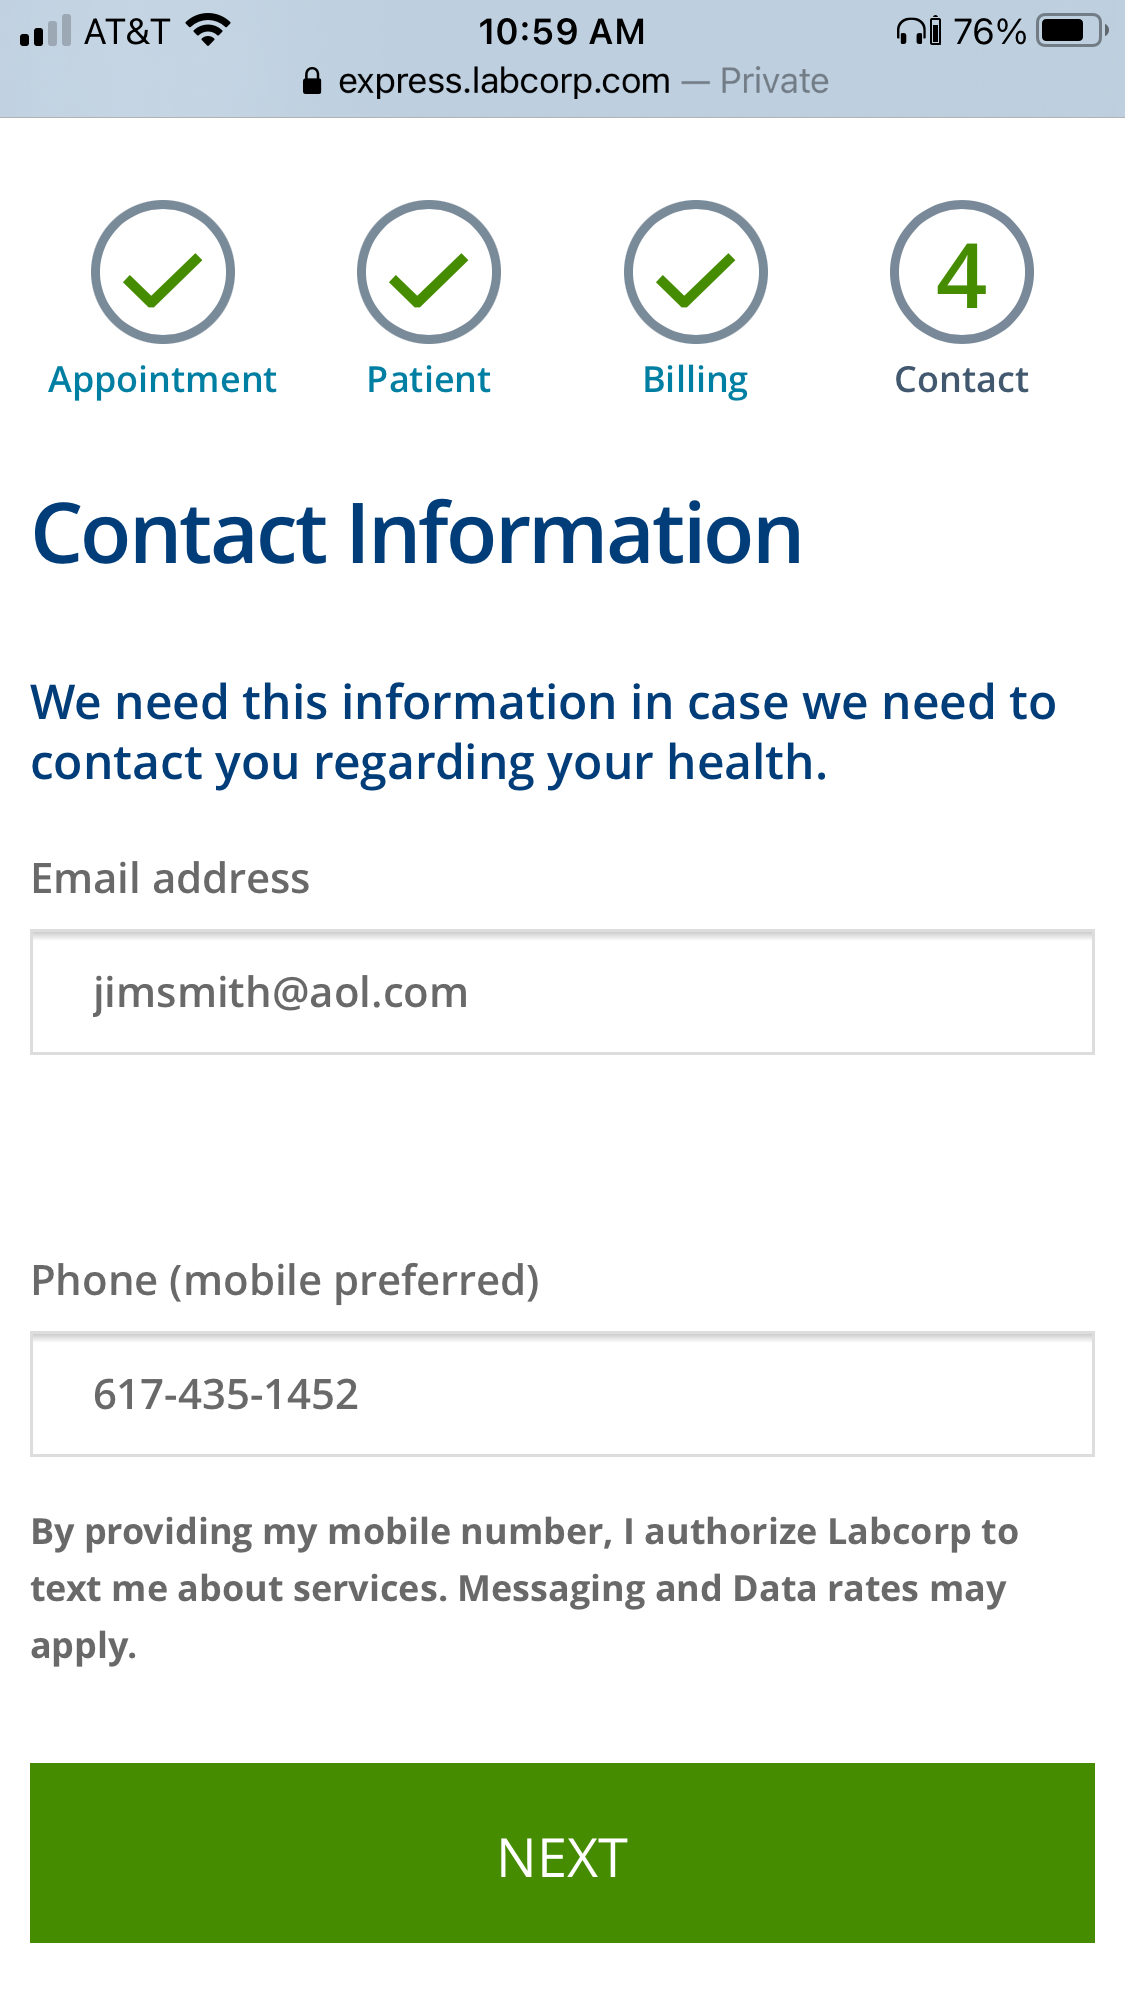 AT&T 10:59 AM 76%
express.labcorp.com — Private
4
Appointment Patient Billing Contact
Contact Information
We need this information in case we need to
contact you regarding your health.
Email address
jimsmith@aol.com
Phone (mobile preferred)
617-435-1452
By providing my mobile number, I authorize Labcorp to
text me about services. Messaging and Data rates may
apply.
NEXT